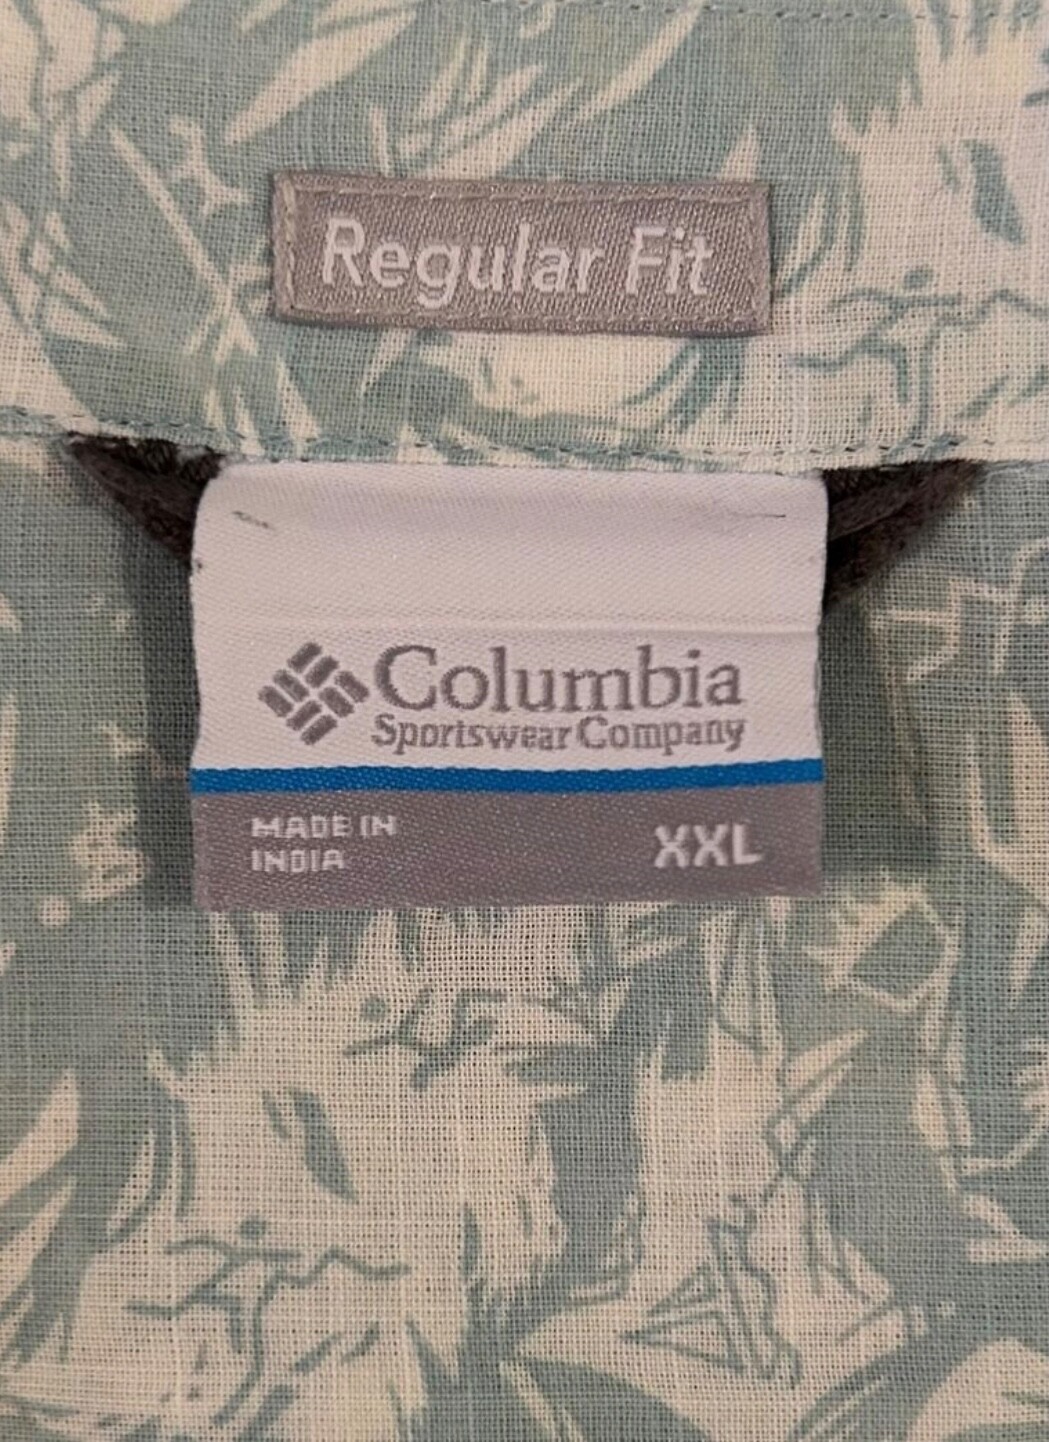 Regular Fit
Columbia
Sportswear Company
MADE IN
INDIA
XXL